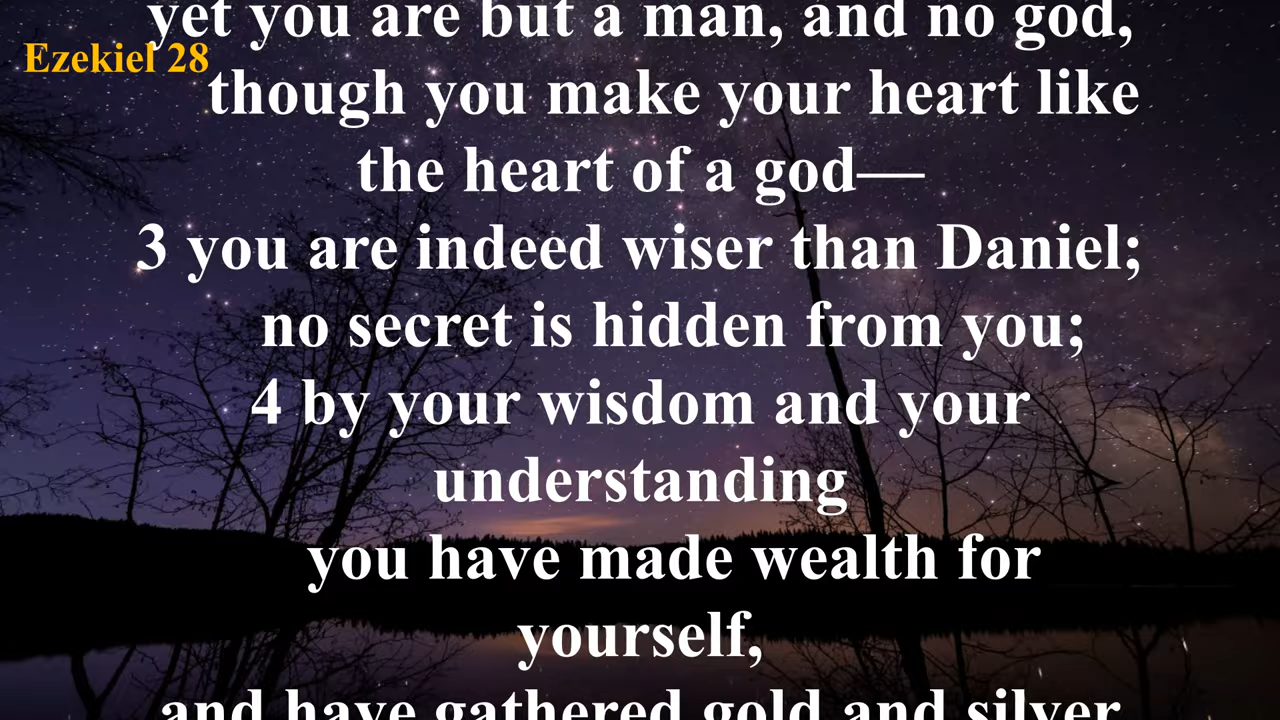 yet you are but a man, and no god,
Ezekiel 28
though you make your heart like
the heart of a god—
3 you are indeed wiser than Daniel;
no secret is hidden from you;
4 by your wisdom and your
understanding
you have made wealth for
yourself,
and have gathered gold and silver